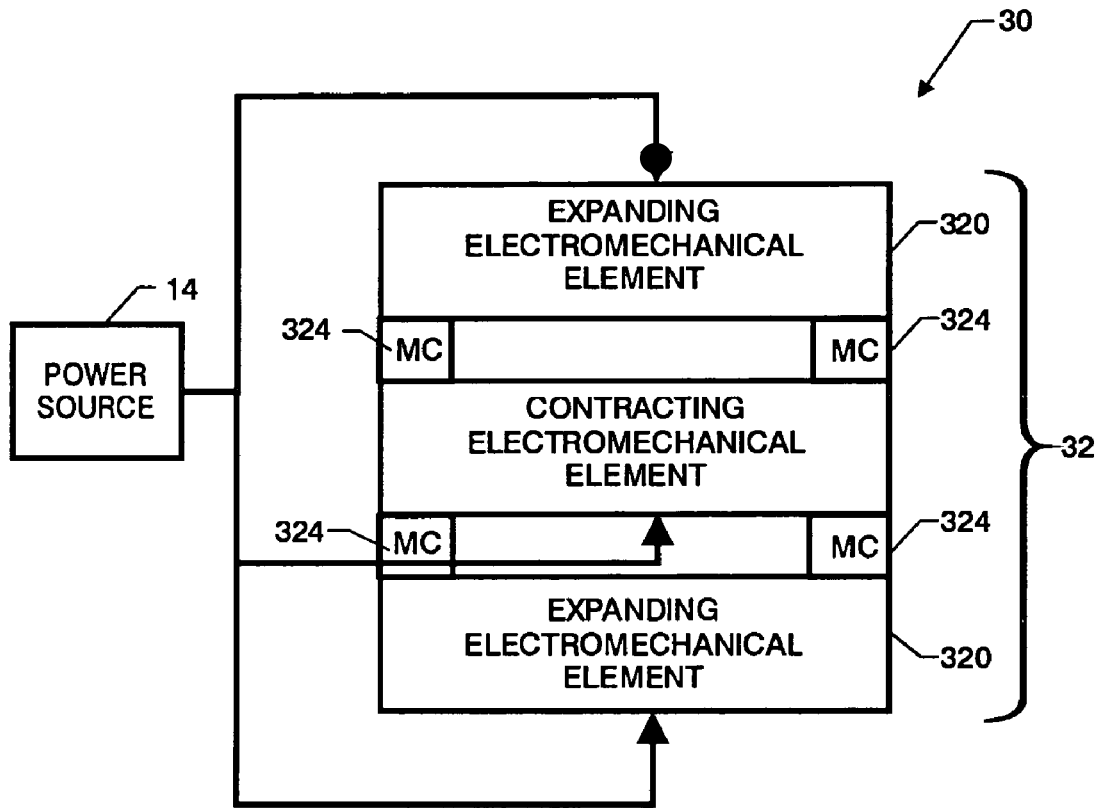 30
EXPANDING
ELECTROMECHANICAL
ELEMENT
320
14
324
MC
MC
324
POWER
SOURCE
CONTRACTING
ELECTROMECHANICAL
ELEMENT
32
324
MC
MC
324
EXPANDING
ELECTROMECHANICAL
ELEMENT
320